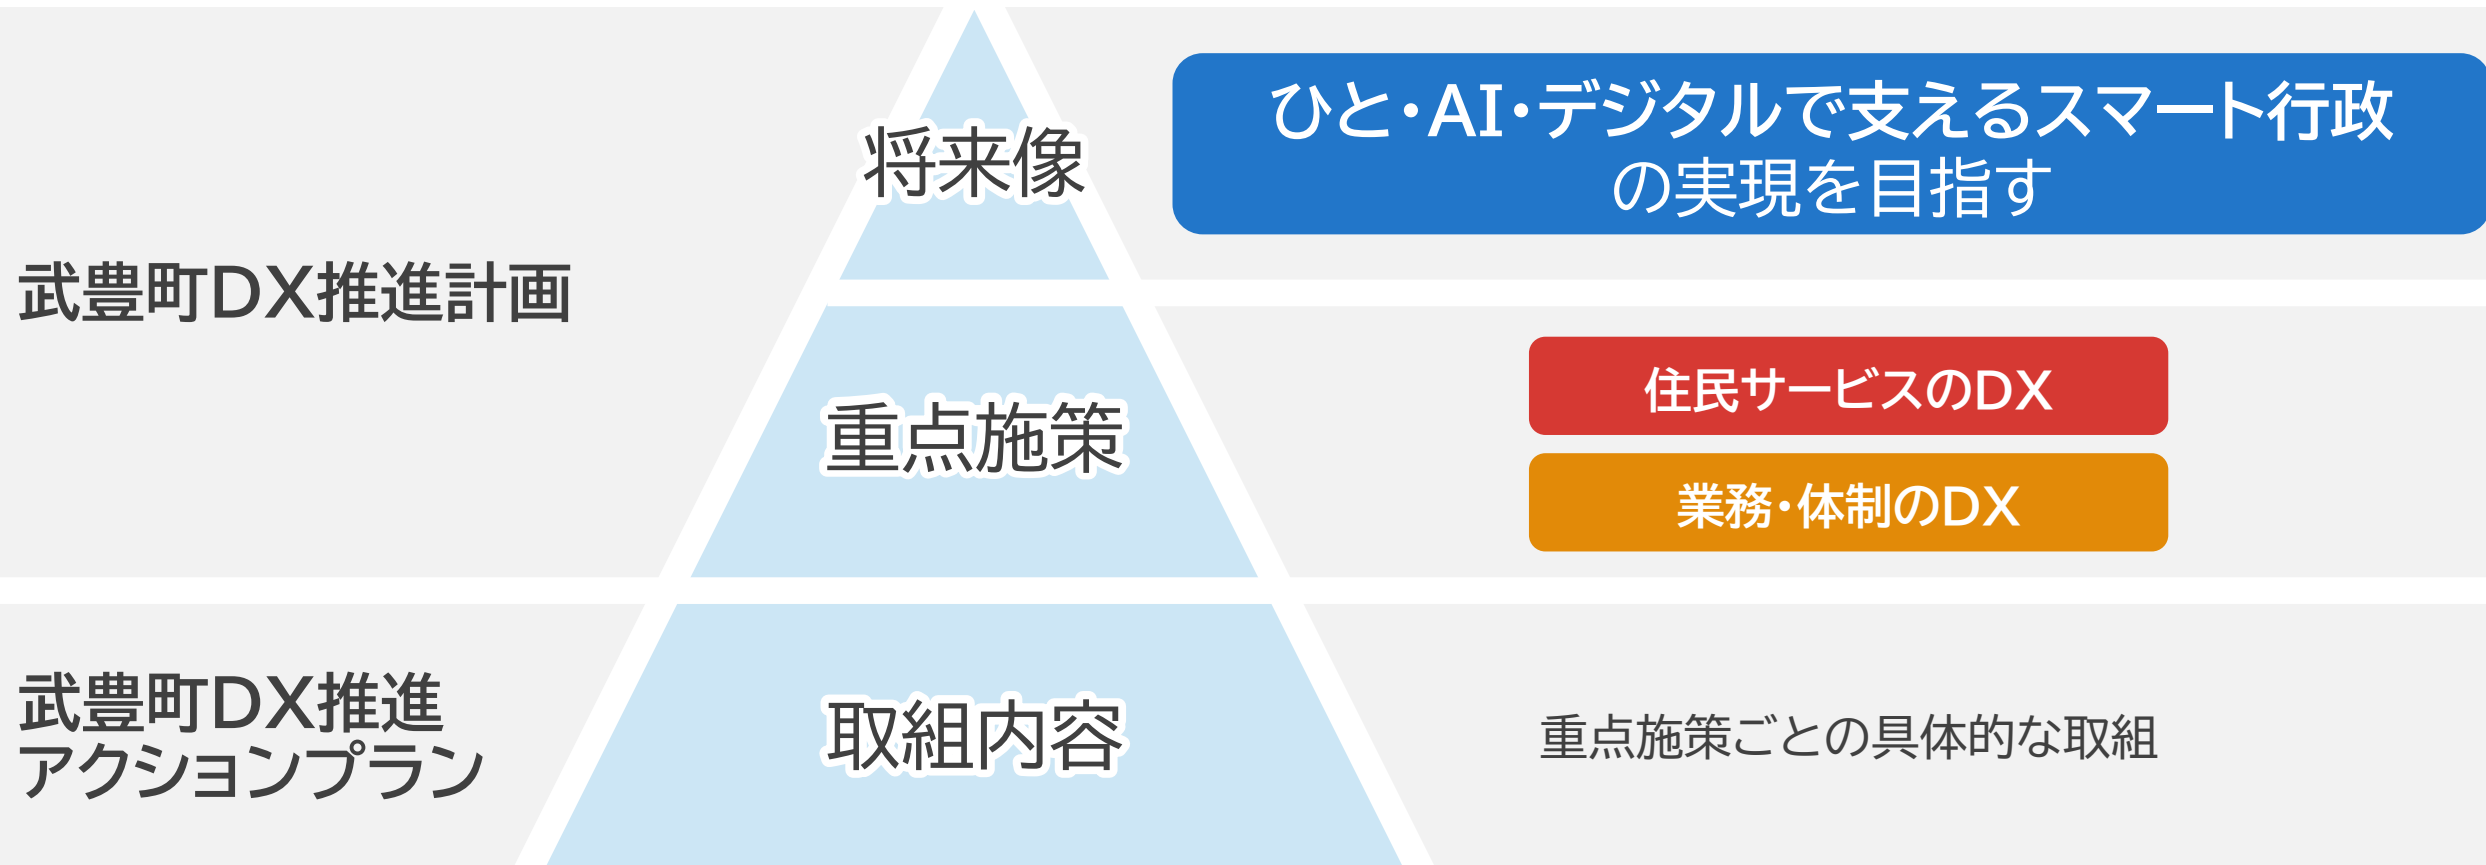 武豊町DX推進計画
将来像
ひと・AI・デジタルで支えるスマート行政
の実現を目指す
重点施策
住民サービスのDX
業務・体制のDX
武豊町DX推進
アクションプラン
取組内容
重点施策ごとの具体的な取組